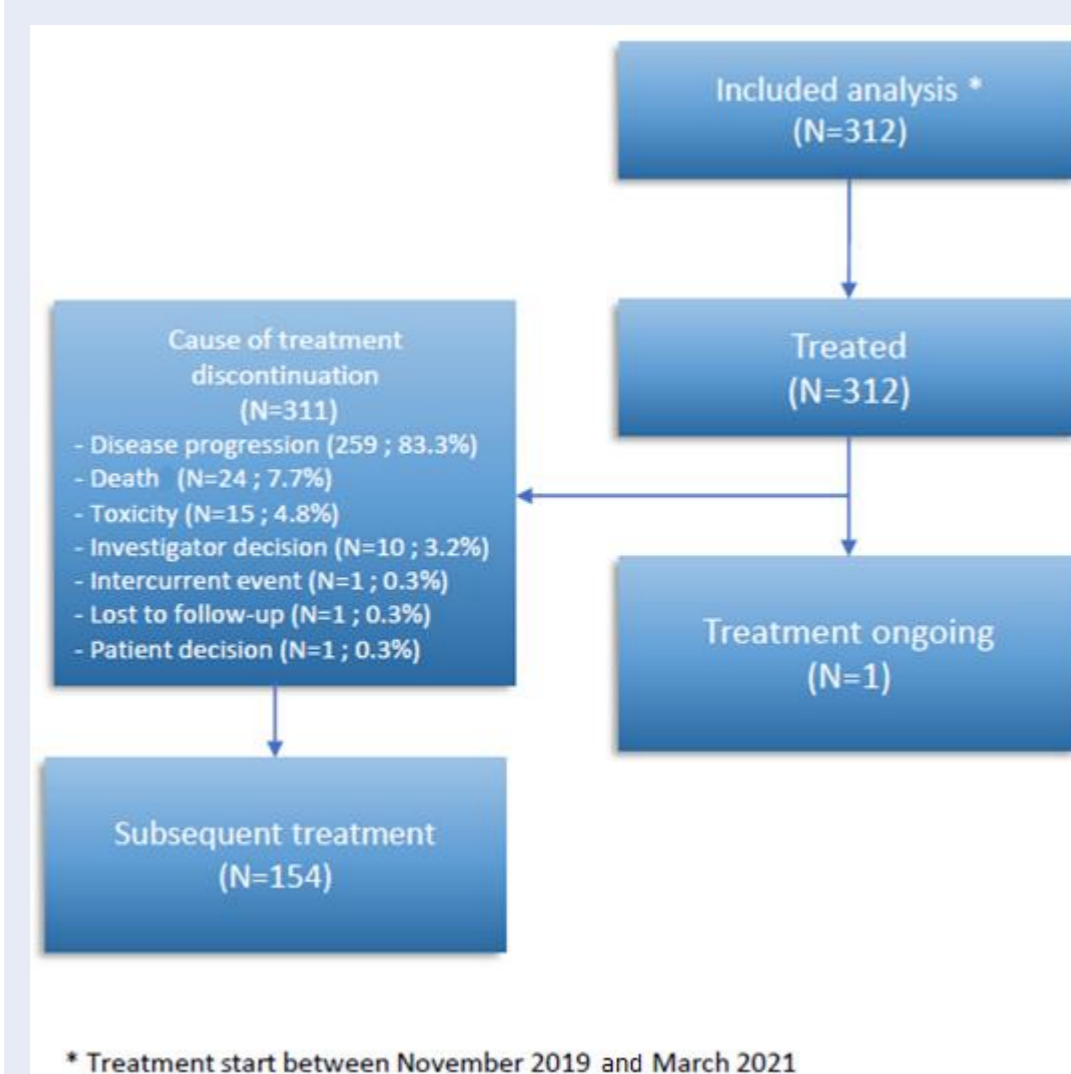 Included analysis *
(N=312)
Treated
(N=312)
Cause of treatment
discontinuation
(N=311)
- Disease progression (259 ; 83.3%)
- Death (N=24 ; 7.7%)
- Toxicity (N=15 ; 4.8%)
- Investigator decision (N=10 ; 3.2%)
- Intercurrent event (N=1 ; 0.3%)
- Lost to follow-up (N=1 ; 0.3%)
- Patient decision (N=1 ; 0.3%)
Treatment ongoing
(N=1)
Subsequent treatment
(N=154)
* Treatment start between November 2019 and March 2021